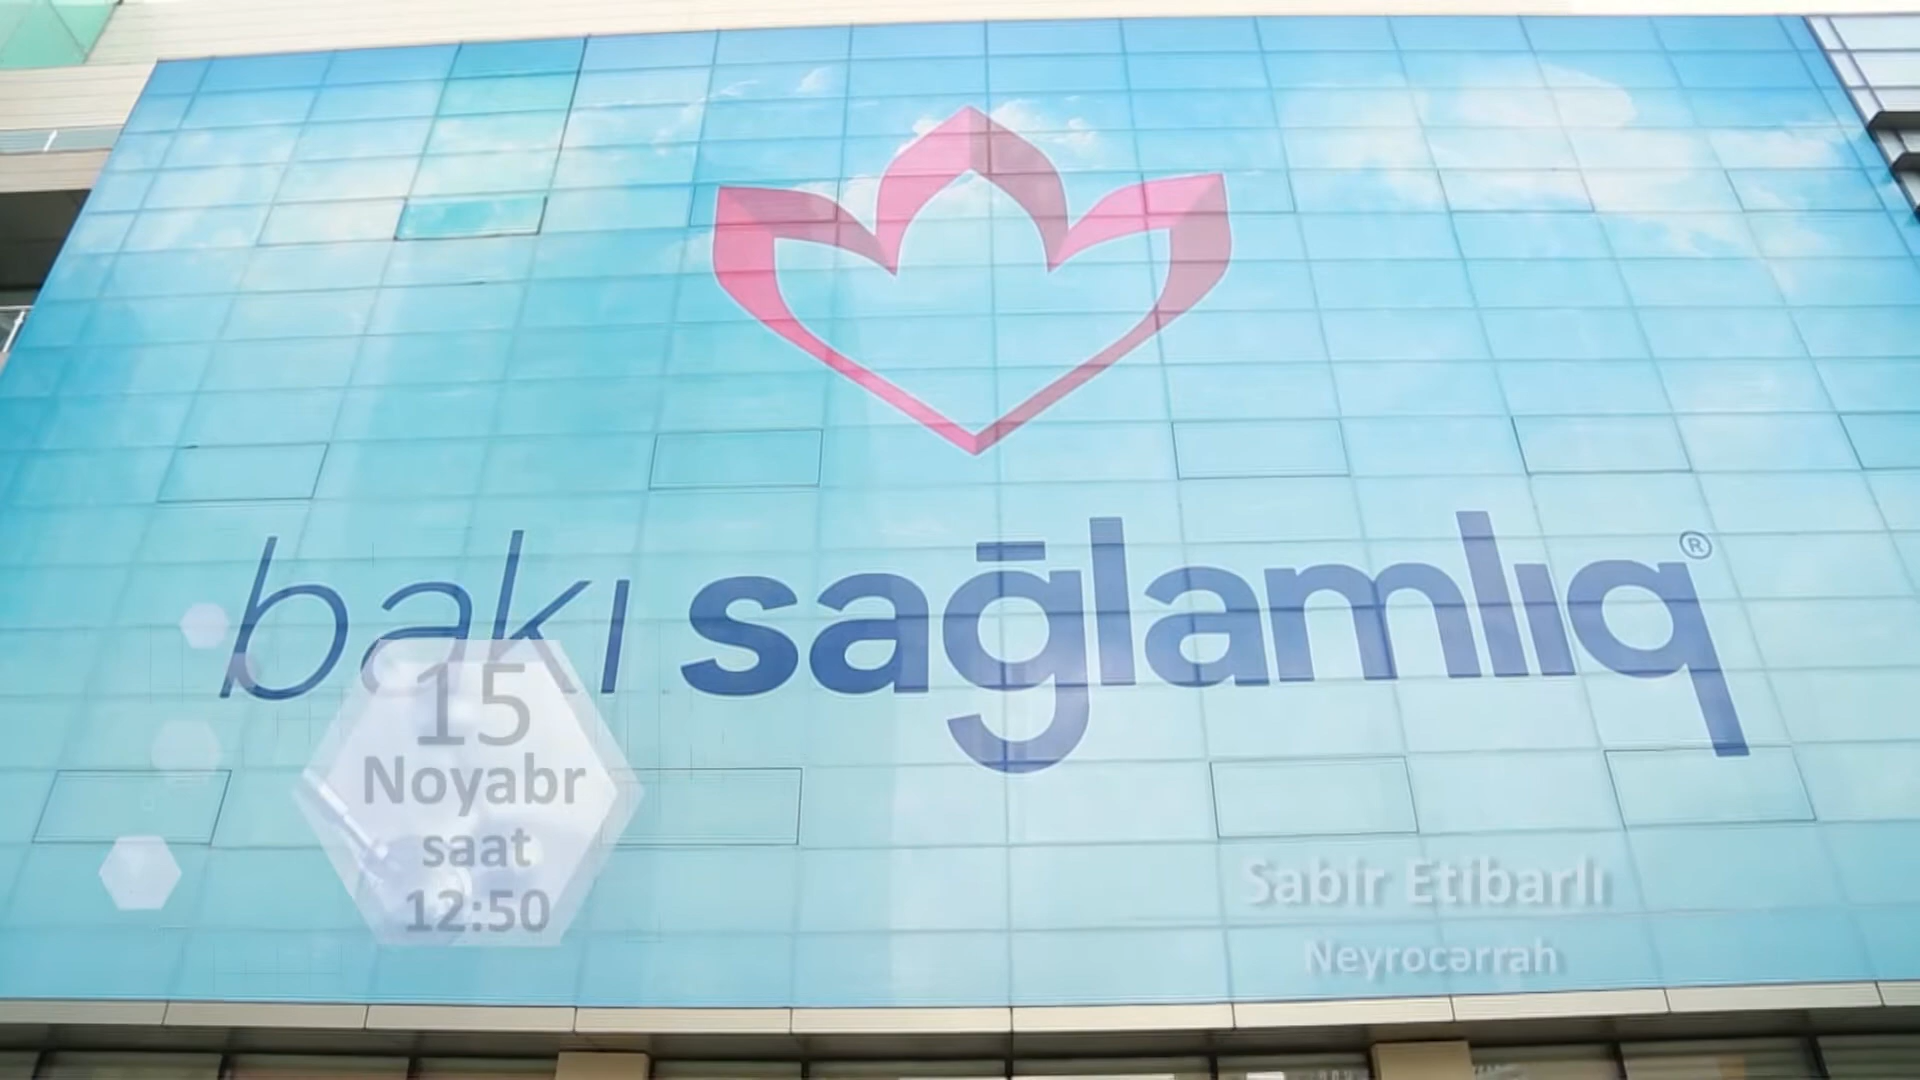 bakı sağlamlıq®
15
Noyabr
saat
12:50
Sabir Etibarlı
Neyrocərrah